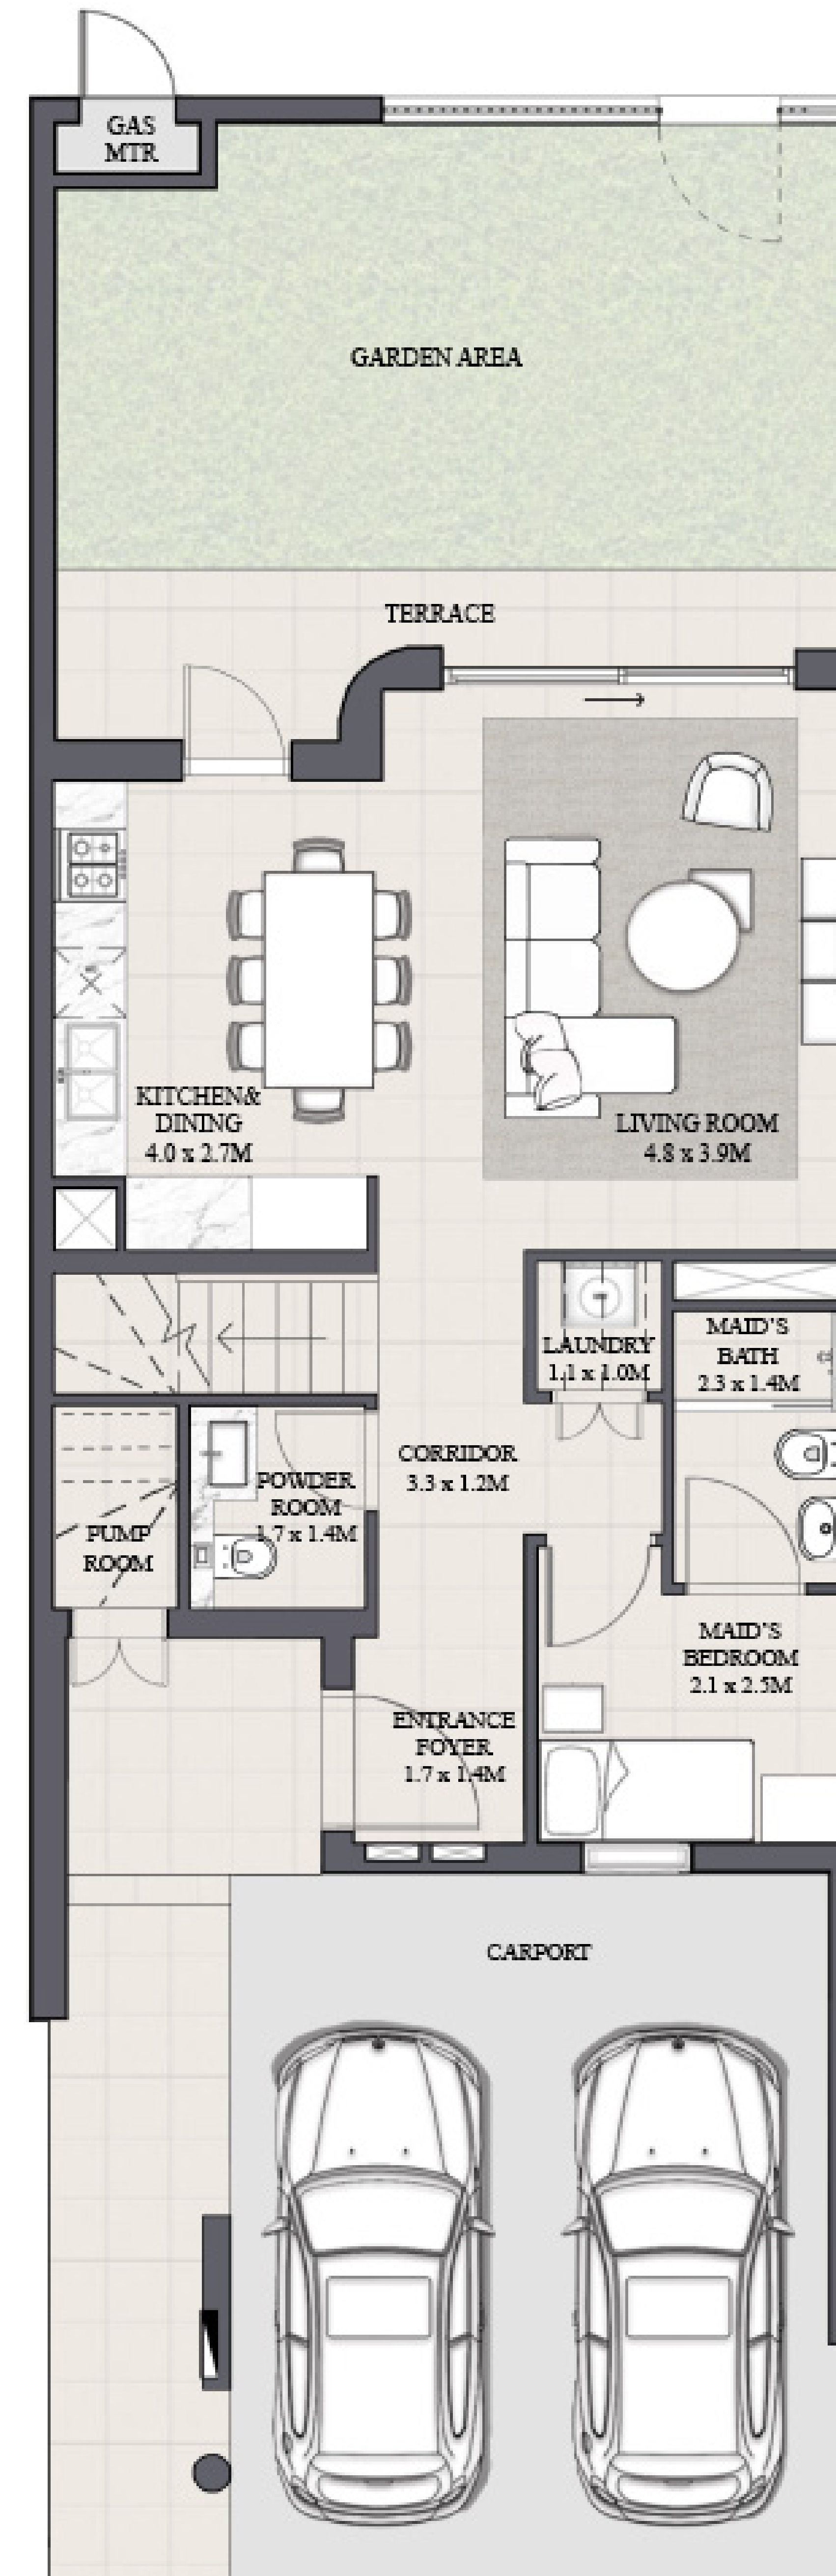 GAS
MTR
GARDEN AREA
TERRACE
KITCHEN&
DINING
4.0 x 2.7M
LIVING ROOM
4.8 x 3.9M
LAUNDRY
1.1 x 1.0M
MAID'S
BATH
2.3 x 1.4M
CORRIDOR
3.3 x 1.2M
POWDER
ROOM
1.7 x 1.4M
PUMP
ROOM
MAID'S
BEDROOM
2.1 x 2.5M
ENTRANCE
FOYER
1.7 x 1.4M
CARPORT